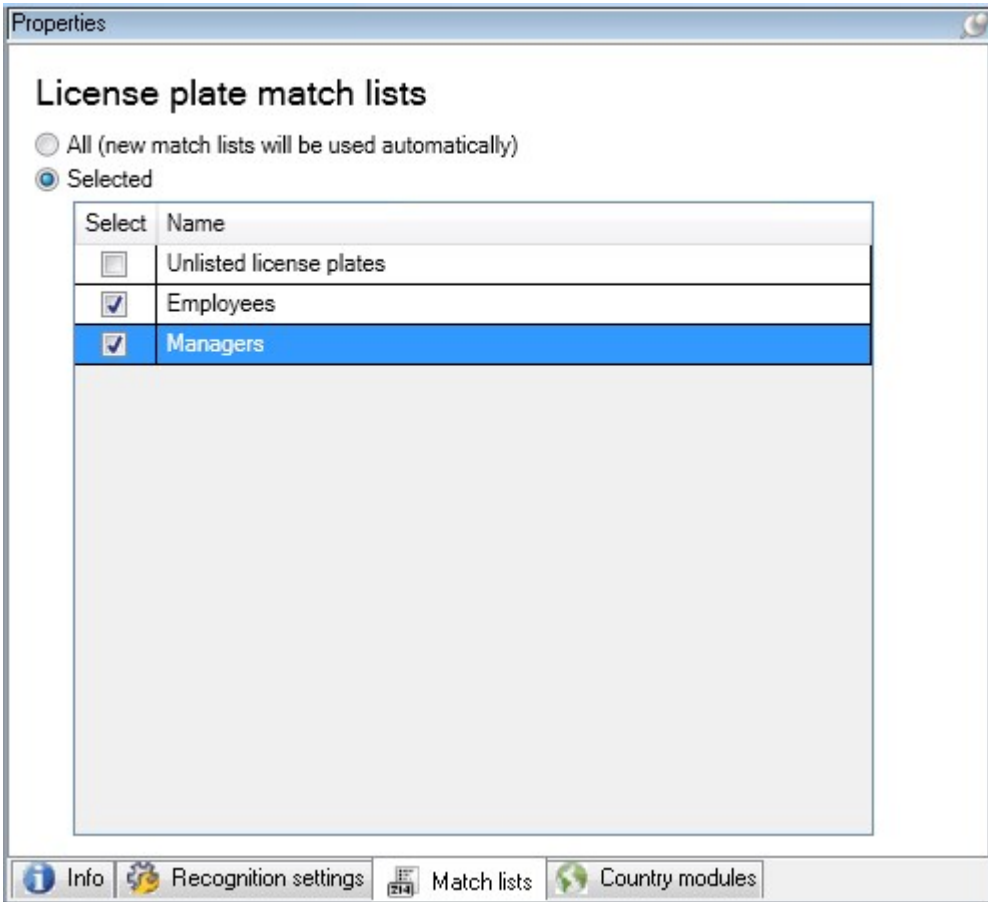 Properties
License plate match lists
All (new match lists will be used automatically)
Selected
Select Name
Unlisted license plates
Employees
Managers
Info Recognition settings 214 Match lists Country modules